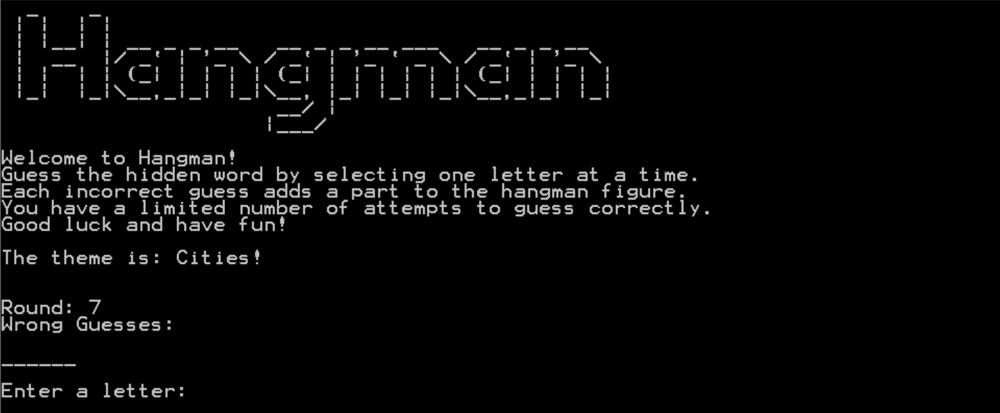 Hangman
Welcome to Hangman!
Guess the hidden word by selecting one letter at a time.
Each incorrect guess adds a part to the hangman figure.
You have a limited number of attempts to guess correctly.
Good luck and have fun!
The theme is: Cities!
Round: 7
Wrong Guesses:
______
Enter a letter: